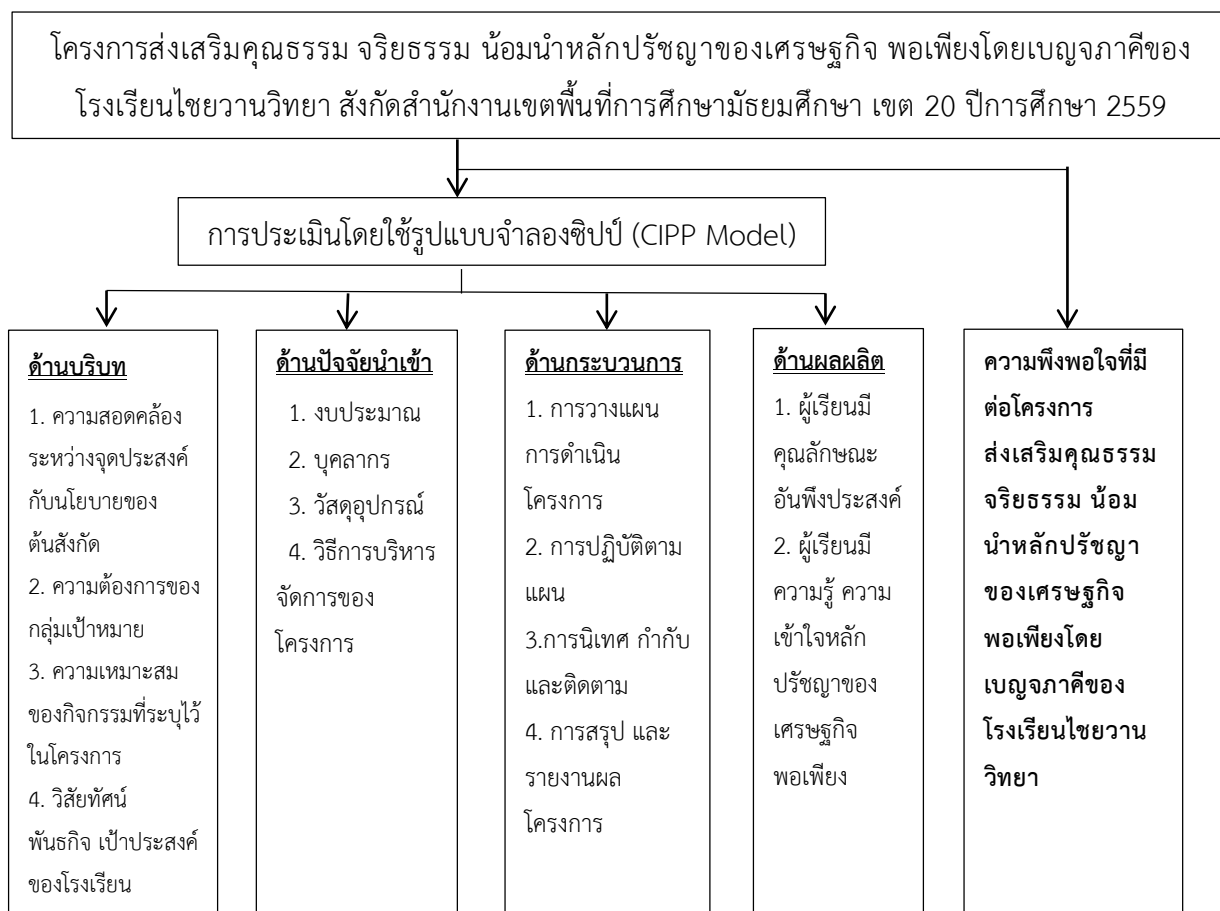 โครงการส่งเสริมคุณธรรม จริยธรรม น้อมนำหลักปรัชญาของเศรษฐกิจ พอเพียงโดยเบญจภาคีของ
โรงเรียนไชยวานวิทยา สังกัดสำนักงานเขตพื้นที่การศึกษามัธยมศึกษา เขต 20 ปีการศึกษา 2559
การประเมินโดยใช้รูปแบบจำลองซิปป์ (CIPP Model)
ด้านบริบท
1. ความสอดคล้อง
ระหว่างจุดประสงค์
กับนโยบายของ
ต้นสังกัด
2. ความต้องการของ
กลุ่มเป้าหมาย
3. ความเหมาะสม
ของกิจกรรมที่ระบุไว้
ในโครงการ
4. วิสัยทัศน์
พันธกิจ เป้าประสงค์
ของโรงเรียน
ด้านปัจจัยนำเข้า
1. งบประมาณ
2. บุคลากร
3. วัสดุอุปกรณ์
4. วิธีการบริหาร
จัดการของ
โครงการ
ด้านกระบวนการ
1. การวางแผน
การดำเนิน
โครงการ
2. การปฏิบัติตาม
แผน
3.การนิเทศ กำกับ
และติดตาม
4. การสรุป และ
รายงานผล
โครงการ
ด้านผลผลิต
1. ผู้เรียนมี
คุณลักษณะ
อันพึงประสงค์
2. ผู้เรียนมี
ความรู้ ความ
เข้าใจหลัก
ปรัชญาของ
เศรษฐกิจ
พอเพียง
ความพึงพอใจที่มี
ต่อโครงการ
ส่งเสริมคุณธรรม
จริยธรรม น้อม
นำหลักปรัชญา
ของเศรษฐกิจ
พอเพียงโดย
เบญจภาคีของ
โรงเรียนไชยวาน
วิทยา